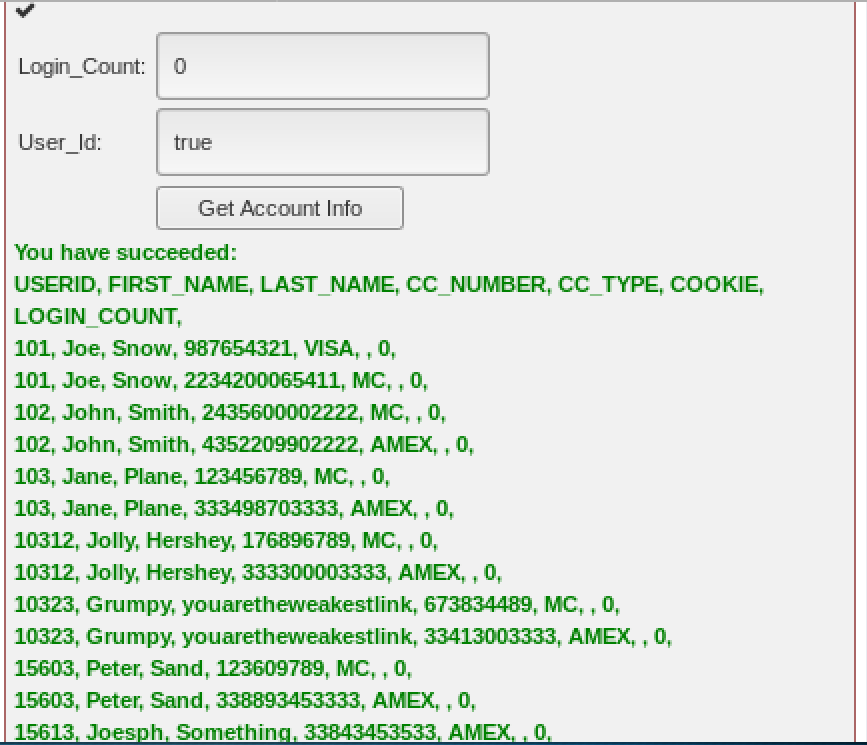 Login_Count: 0
User_Id: true
Get Account Info
You have succeeded:
USERID, FIRST_NAME, LAST_NAME, CC_NUMBER, CC_TYPE, COOKIE,
LOGIN_COUNT,
101, Joe, Snow, 987654321, VISA, , 0,
101, Joe, Snow, 2234200065411, MC, , 0,
102, John, Smith, 2435600002222, MC, , 0,
102, John, Smith, 4352209902222, AMEX, , 0,
103, Jane, Plane, 123456789, MC, , 0,
103, Jane, Plane, 333498703333, AMEX, , 0,
10312, Jolly, Hershey, 176896789, MC, , 0,
10312, Jolly, Hershey, 333300003333, AMEX, , 0,
10323, Grumpy, youaretheweakestlink, 673834489, MC, , 0,
10323, Grumpy, youaretheweakestlink, 33413003333, AMEX, , 0,
15603, Peter, Sand, 123609789, MC, , 0,
15603, Peter, Sand, 338893453333, AMEX, , 0,
15613, Joesph, Something, 33843453533, AMEX, , 0,